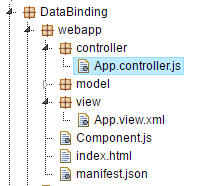 DataBinding
webapp
controller
App.controller.js
model
view
App.view.xml
Component.js
index.html
manifest.json